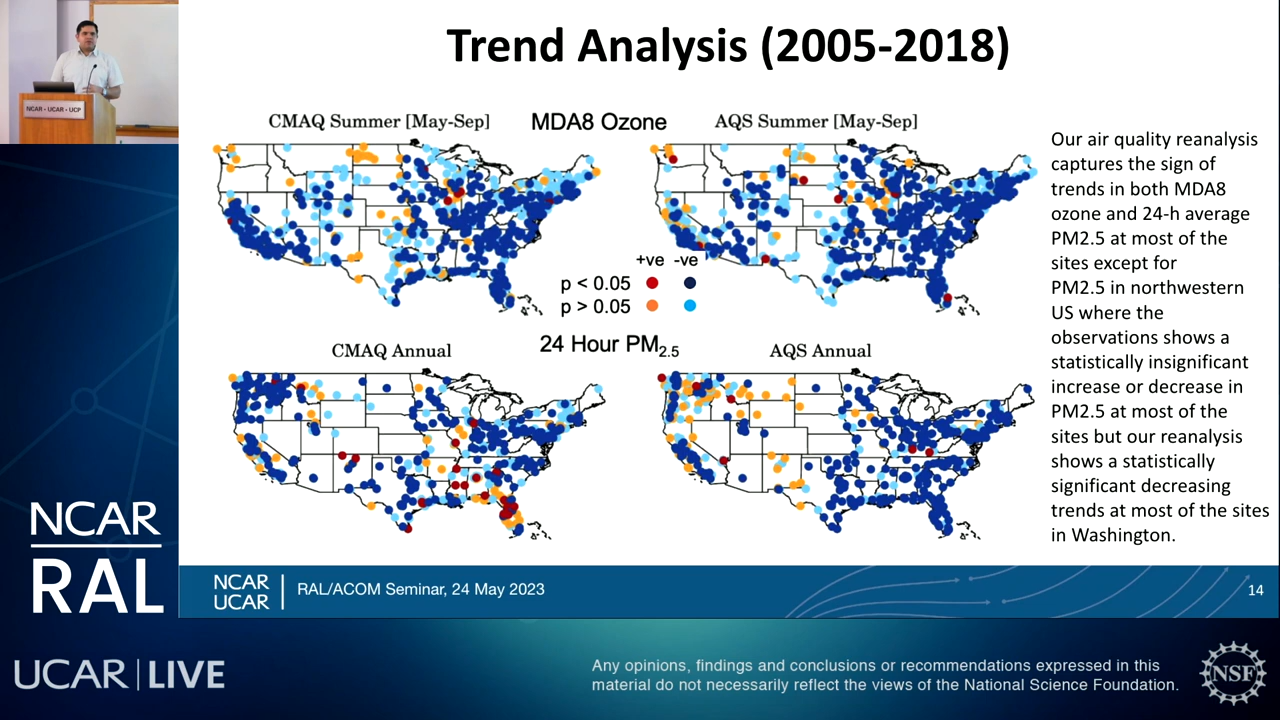 NCAR • UCAR • UCP
Trend Analysis (2005-2018)
CMAQ Summer [May-Sep]
MDA8 Ozone
AQS Summer [May-Sep]
+ve -ve
p < 0.05
p > 0.05
24 Hour PM2.5
CMAQ Annual
AQS Annual
Our air quality reanalysis
captures the sign of
trends in both MDA8
ozone and 24-h average
PM2.5 at most of the
sites except for
PM2.5 in northwestern
US where the
observations shows a
statistically insignificant
increase or decrease in
PM2.5 at most of the
sites but our reanalysis
shows a statistically
significant decreasing
trends at most of the sites
in Washington.
NCAR
RAL
NCAR
UCAR
RAL/ACOM Seminar, 24 May 2023
14
UCAR | LIVE
Any opinions, findings and conclusions or recommendations expressed in this
material do not necessarily reflect the views of the National Science Foundation.
NSF